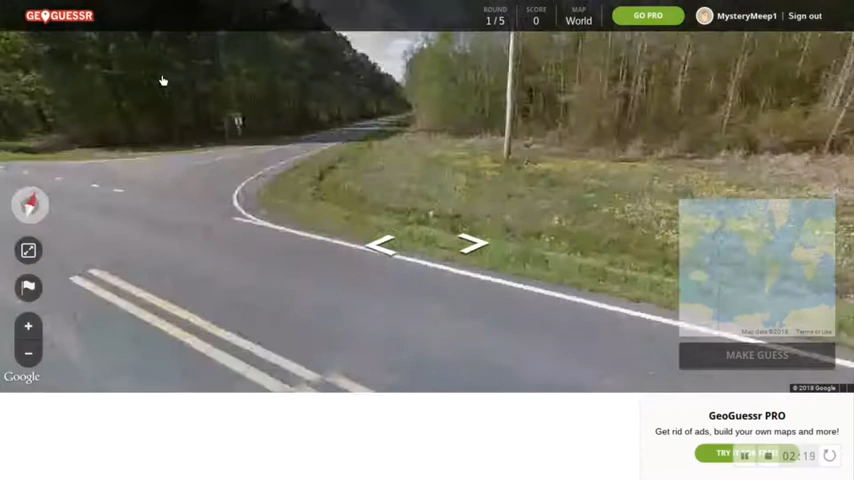 GEOGUESSR
ROUND
1 / 5
SCORE
0
MAP
World
GO PRO
MysteryMeep1
Sign out
Map data ©2018
Terms of use
MAKE GUESS
Google
© 2018 Google
GeoGuessr PRO
Get rid of ads, build your own maps and more!
TRY
02:19